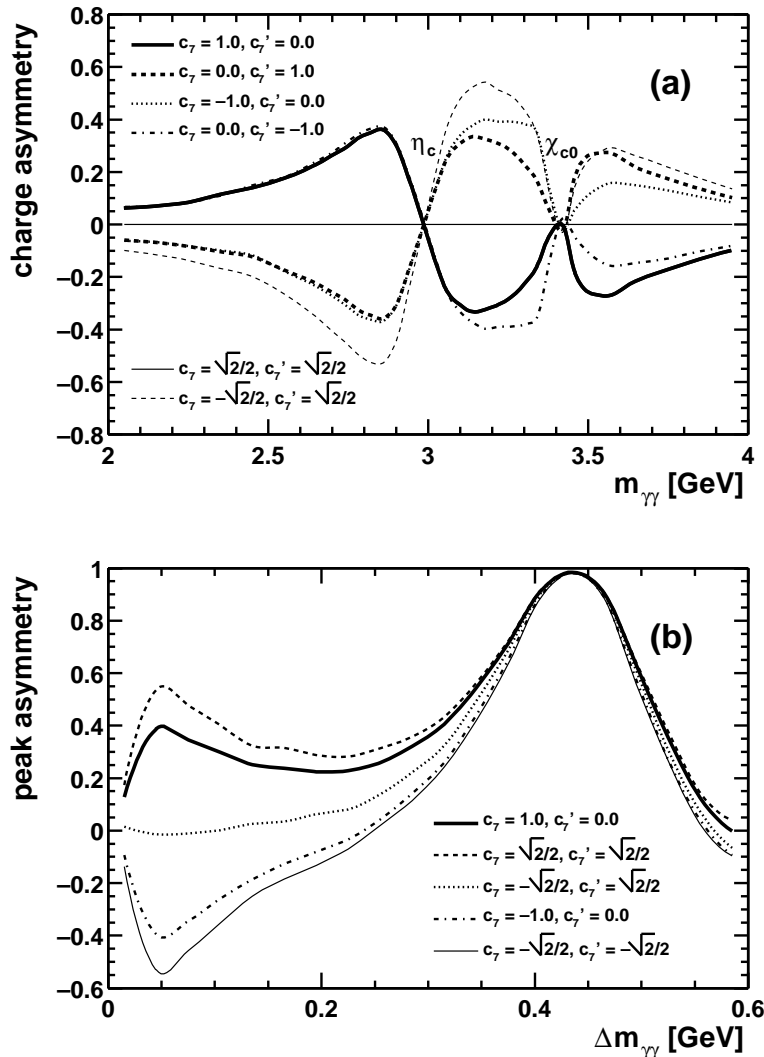 charge asymmetry
0.8
0.6
0.4
0.2
0
−0.2
−0.4
−0.6
−0.8
c₇ = 1.0, c₇' = 0.0
c₇ = 0.0, c₇' = 1.0
c₇ = −1.0, c₇' = 0.0
c₇ = 0.0, c₇' = −1.0
(a)
η_c
χ_c0
c₇ = √2/2, c₇' = √2/2
c₇ = −√2/2, c₇' = √2/2
2 2.5 3 3.5 4
m_γγ [GeV]
peak asymmetry
1
0.8
0.6
0.4
0.2
0
−0.2
−0.4
−0.6
(b)
c₇ = 1.0, c₇' = 0.0
c₇ = √2/2, c₇' = √2/2
c₇ = −√2/2, c₇' = √2/2
c₇ = −1.0, c₇' = 0.0
c₇ = −√2/2, c₇' = −√2/2
0 0.2 0.4 0.6
Δm_γγ [GeV]